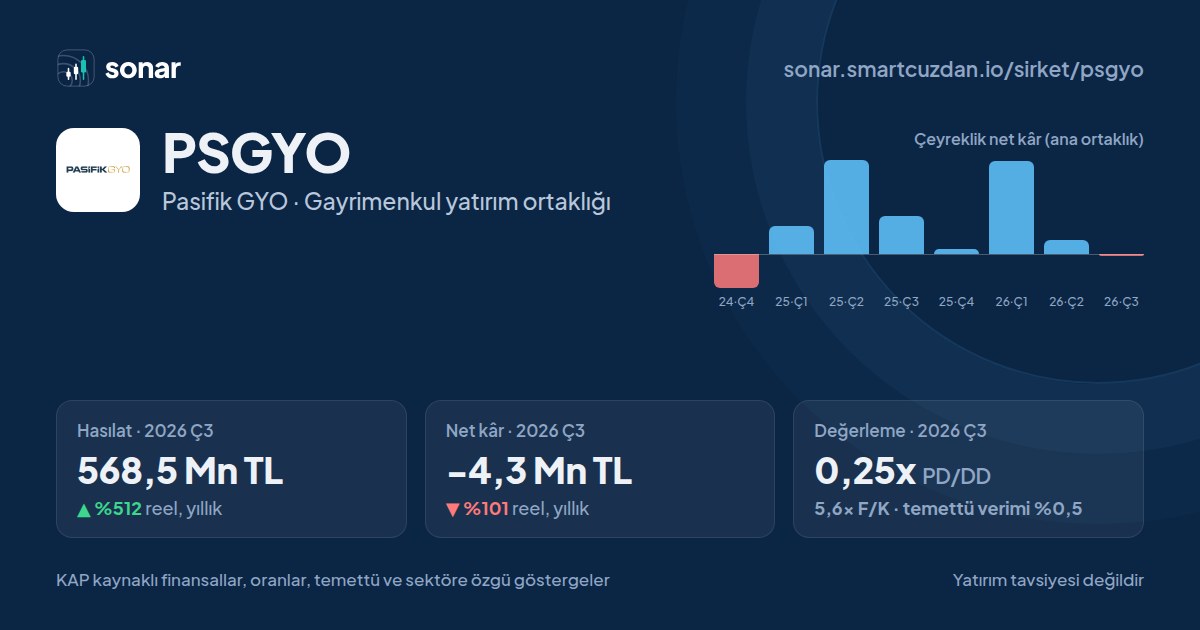 sonar
sonar.smartcuzdan.io/sirket/psgyo
PASİFİKGYO
PSGYO
Pasifik GYO · Gayrimenkul yatırım ortaklığı
Çeyreklik net kâr (ana ortaklık)
24-Ç4 25-Ç1 25-Ç2 25-Ç3 25-Ç4 26-Ç1 26-Ç2 26-Ç3
Hasılat · 2026 Ç3
568,5 Mn TL
▲ %512 reel, yıllık
Net kâr · 2026 Ç3
−4,3 Mn TL
▼ %101 reel, yıllık
Değerleme · 2026 Ç3
0,25x PD/DD
5,6× F/K · temettü verimi %0,5
KAP kaynaklı finansallar, oranlar, temettü ve sektöre özgü göstergeler
Yatırım tavsiyesi değildir